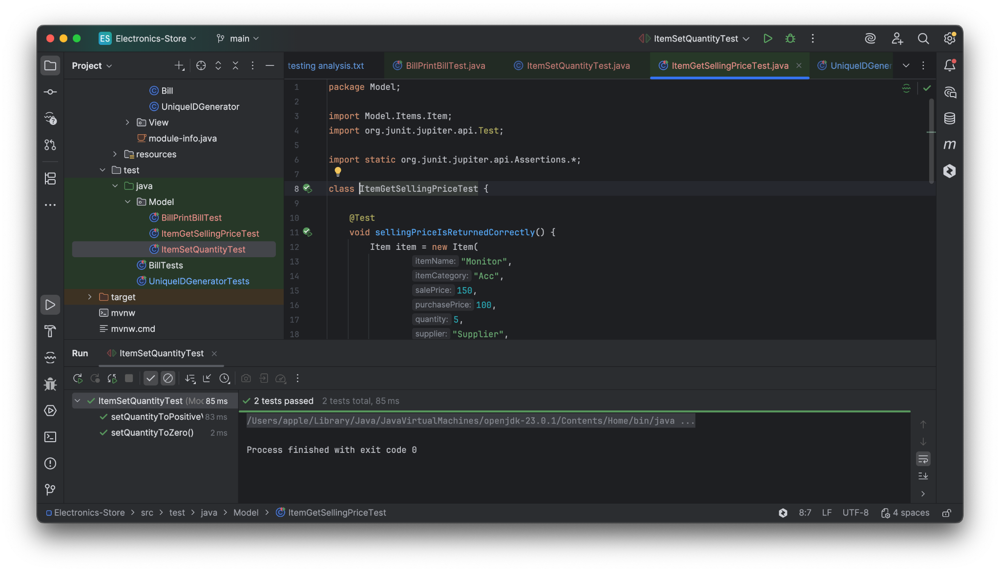 ES Electronics-Store main ItemSetQuantityTest
Project
testing analysis.txt BillPrintBillTest.java ItemSetQuantityTest.java ItemGetSellingPriceTest.java UniqueIDGener
Bill
UniqueIDGenerator
View
module-info.java
resources
test
java
Model
BillPrintBillTest
ItemGetSellingPriceTest
ItemSetQuantityTest
BillTests
UniqueIDGeneratorTests
target
mvnw
mvnw.cmd
1 package Model;
2
3 import Model.Items.Item;
4 import org.junit.jupiter.api.Test;
5
6 import static org.junit.jupiter.api.Assertions.*;
7
8 class ItemGetSellingPriceTest {
9
10 @Test
11 void sellingPriceIsReturnedCorrectly() {
12 Item item = new Item(
13 itemName: "Monitor",
14 itemCategory: "Acc",
15 salePrice: 150,
16 purchasePrice: 100,
17 quantity: 5,
18 supplier: "Supplier",
m
Run ItemSetQuantityTest
ItemSetQuantityTest (Moc 85 ms
setQuantityToPositiveV 83 ms
setQuantityToZero() 2 ms
2 tests passed 2 tests total, 85 ms
/Users/apple/Library/Java/JavaVirtualMachines/openjdk-23.0.1/Contents/Home/bin/java ...
Process finished with exit code 0
Electronics-Store > src > test > java > Model > ItemGetSellingPriceTest
8:7 LF UTF-8 4 spaces